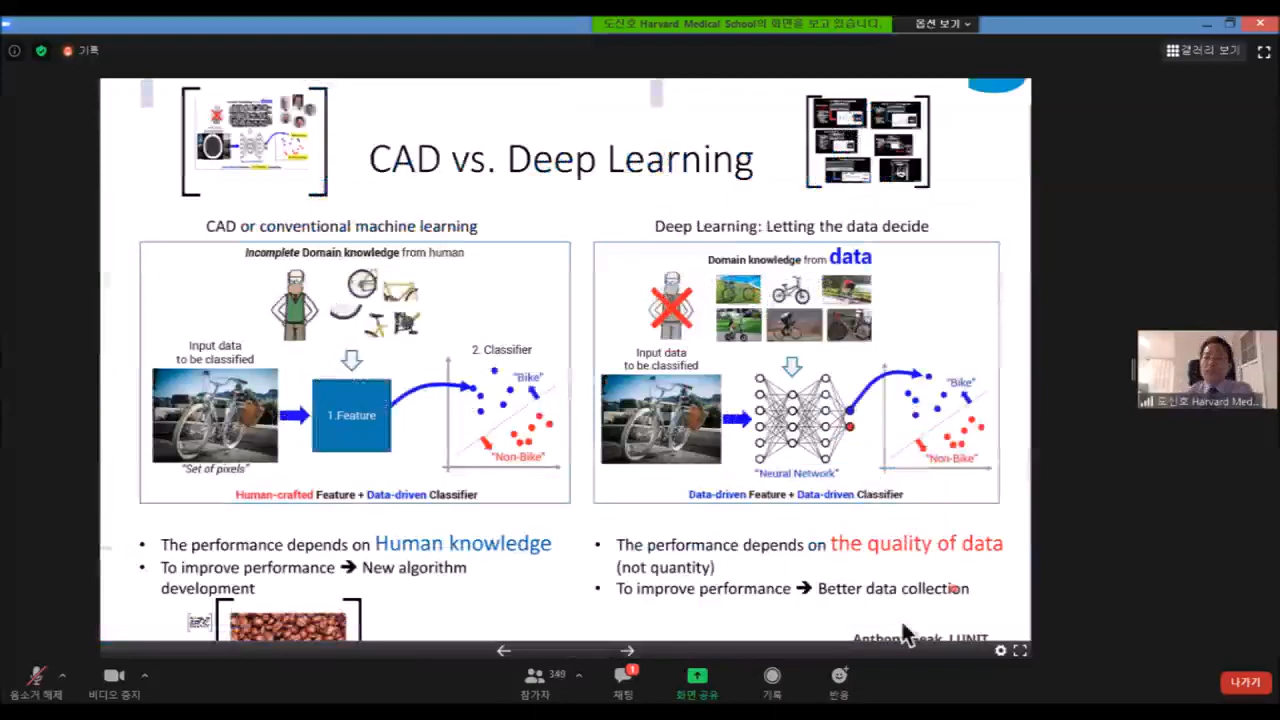 도신호 Harvard Medical School의 화면을 보고 있습니다.
옵션 보기
기록
갤러리 보기
CAD vs. Deep Learning
CAD or conventional machine learning
Incomplete Domain knowledge from human
Input data
to be classified
"Set of pixels"
1.Feature
2. Classifier
"Bike"
"Non-Bike"
Human-crafted Feature + Data-driven Classifier
• The performance depends on Human knowledge
• To improve performance ➔ New algorithm
development
Deep Learning: Letting the data decide
Domain knowledge from data
Input data
to be classified
"Neural Network"
"Bike"
"Non-Bike"
Data-driven Feature + Data-driven Classifier
• The performance depends on the quality of data
(not quantity)
• To improve performance ➔ Better data collection
LUNIT
도신호 Harvard Med...
음소거 해제
비디오 중지
349
참가자
1
채팅
화면 공유
기록
반응
나가기